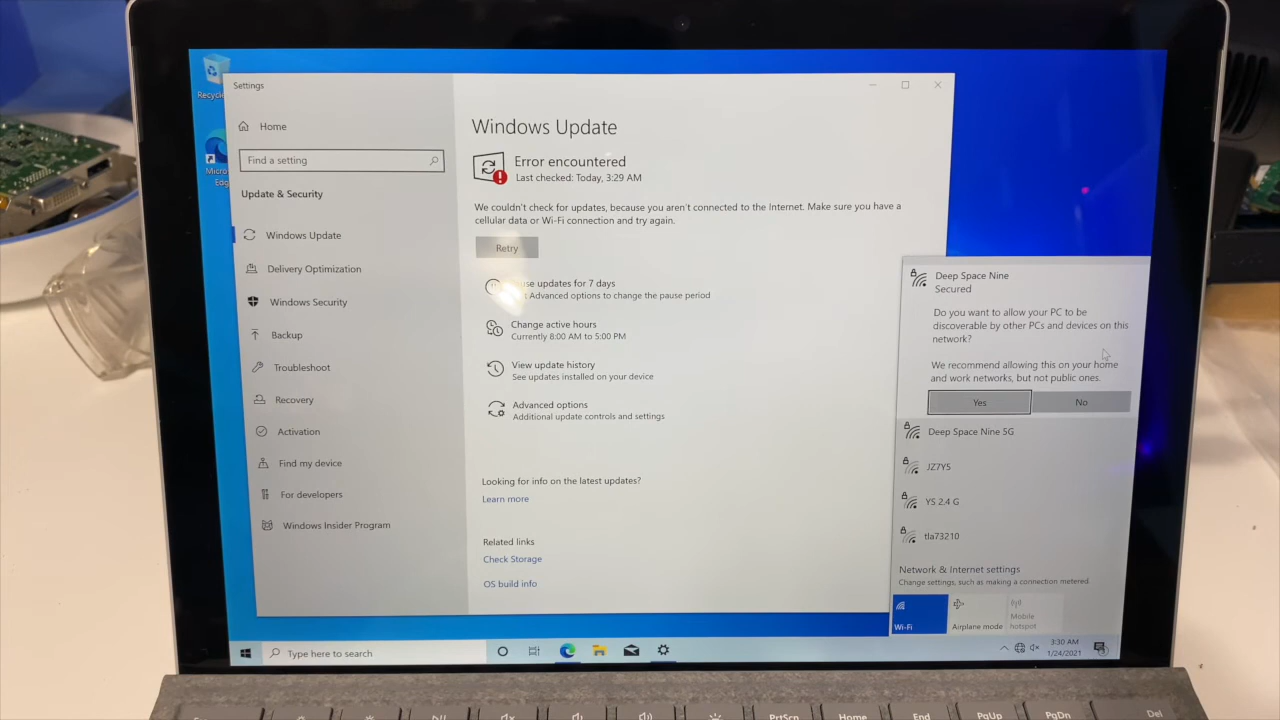 Recycle
Micro
Edg
Settings
Home
Find a setting
Update & Security
Windows Update
Delivery Optimization
Windows Security
Backup
Troubleshoot
Recovery
Activation
Find my device
For developers
Windows Insider Program
Windows Update
Error encountered
Last checked: Today, 3:29 AM
We couldn't check for updates, because you aren't connected to the Internet. Make sure you have a
cellular data or Wi-Fi connection and try again.
Retry
updates for 7 days
Advanced options to change the pause period
Change active hours
Currently 8:00 AM to 5:00 PM
View update history
See updates installed on your device
Advanced options
Additional update controls and settings
Looking for info on the latest updates?
Learn more
Related links
Check Storage
OS build info
Deep Space Nine
Secured
Do you want to allow your PC to be
discoverable by other PCs and devices on this
network?
We recommend allowing this on your home
and work networks, but not public ones.
Yes No
Deep Space Nine 5G
JZ7Y5
YS 2.4 G
tla73210
Network & Internet settings
Change settings, such as making a connection metered.
Wi-Fi
Airplane mode
Mobile
hotspot
Type here to search
3:30 AM
1/24/2021
PrtScn Home End PgUp PgDn Del